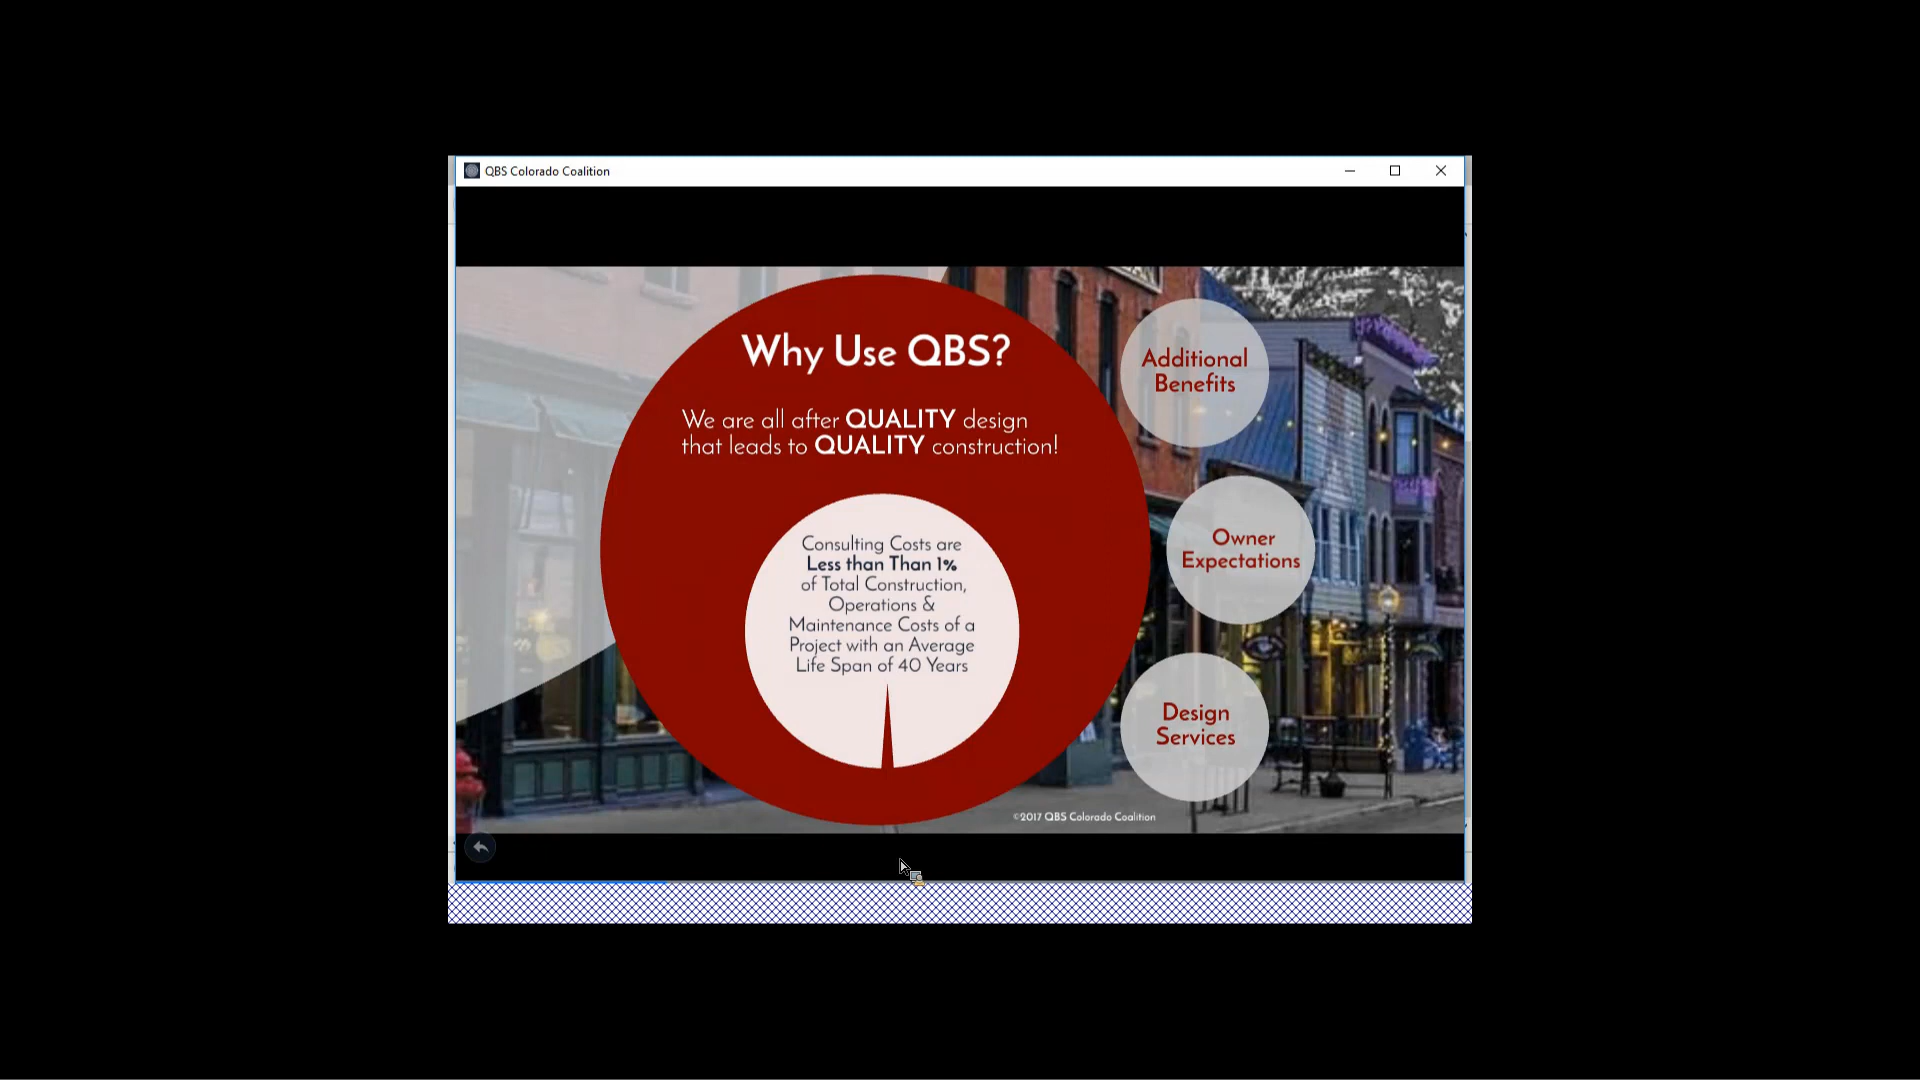 QBS Colorado Coalition
Why Use QBS?
We are all after QUALITY design
that leads to QUALITY construction!
Consulting Costs are
Less than Than 1%
of Total Construction,
Operations &
Maintenance Costs of a
Project with an Average
Life Span of 40 Years
Additional
Benefits
Owner
Expectations
Design
Services
©2017 QBS Colorado Coalition